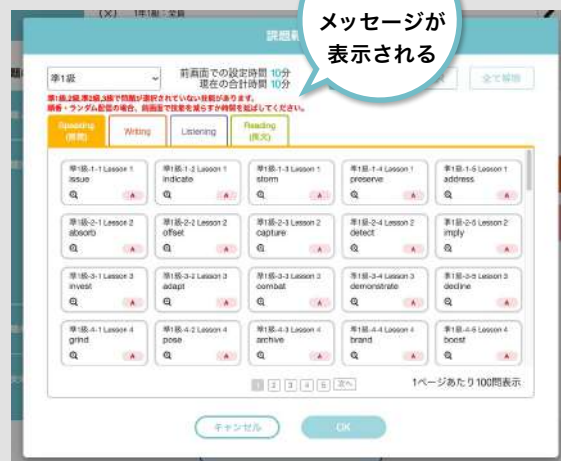 (×) 1年1組：全員
メッセージが
表示される
準1級
前画面での設定時間 10分
現在の合計時間 10分
全て解除
準1級,2級,準2級,3級で問題が選択されていない技能があります。
順番・ランダム配信の場合、前画面で技能を減らすか時間を延ばしてください。
Speaking
Writing
Listening
Reading
(長文)
準1級-1-1 Lesson 1
準1級-1-2 Lesson 1
準1級-1-3 Lesson 1
準1級-1-4 Lesson 1
準1級-1-5 Lesson 1
issue
indicate
storm
preserve
address
A
A
A
A
A
準1級-2-1 Lesson 2
準1級-2-2 Lesson 2
準1級-2-3 Lesson 2
準1級-2-4 Lesson 2
準1級-2-5 Lesson 2
absorb
offset
capture
detect
imply
A
A
A
A
A
準1級-3-1 Lesson 3
準1級-3-2 Lesson 3
準1級-3-3 Lesson 3
準1級-3-4 Lesson 3
準1級-3-5 Lesson 3
invest
adapt
combat
demonstrate
decline
A
A
A
A
A
準1級-4-1 Lesson 4
準1級-4-2 Lesson 4
準1級-4-3 Lesson 4
準1級-4-4 Lesson 4
準1級-4-5 Lesson 4
grind
pose
archive
brand
boost
A
A
A
A
A
1 2 3 4 5 次へ
1ページあたり100問表示
キャンセル
OK